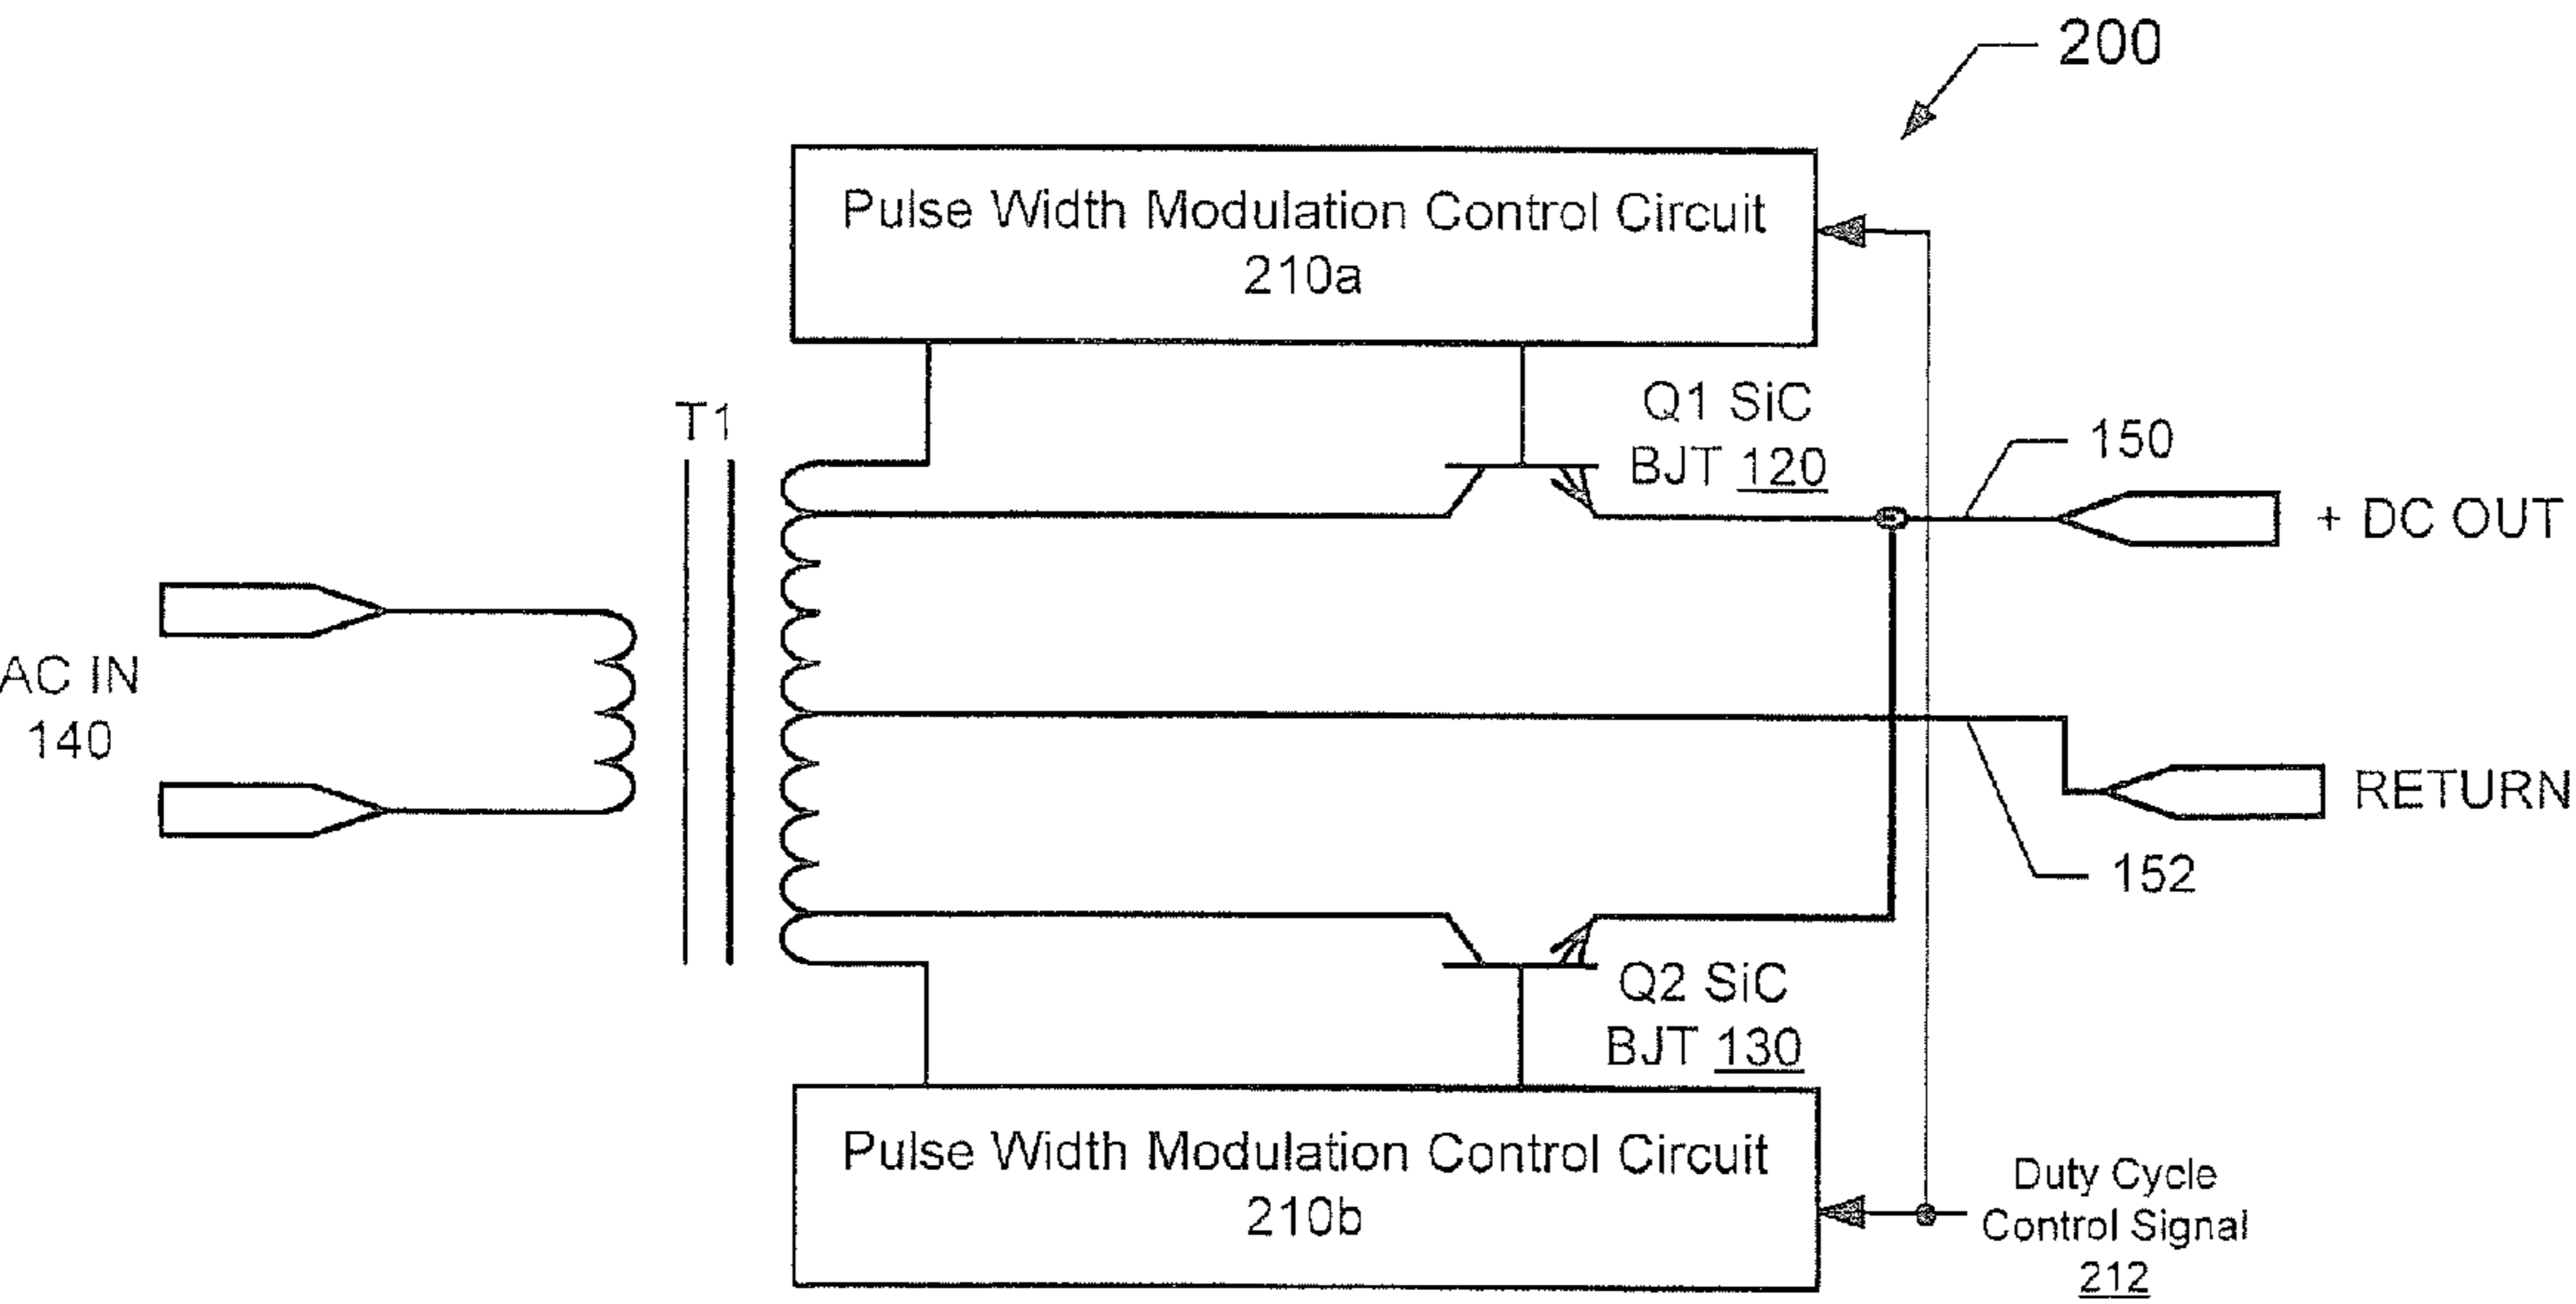 200
Pulse Width Modulation Control Circuit
210a
T1
Q1 SiC
BJT 120
150
+ DC OUT
AC IN
140
RETURN
152
Q2 SiC
BJT 130
Pulse Width Modulation Control Circuit
210b
Duty Cycle
Control Signal
212